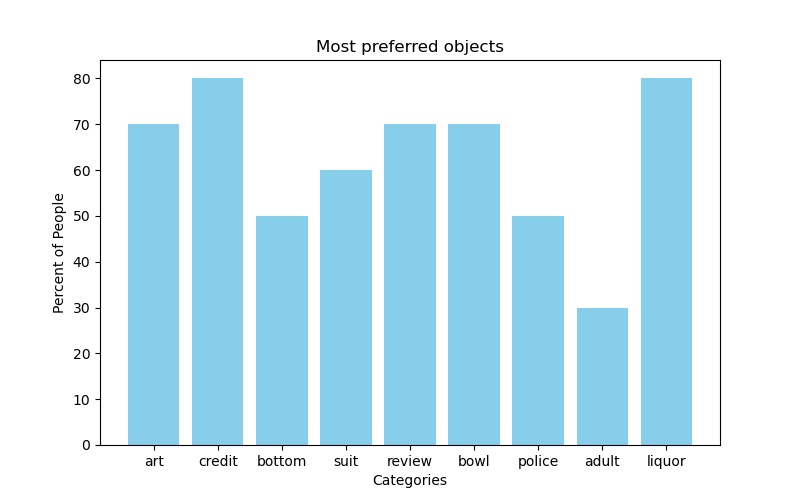 Most preferred objects
Percent of People
80
70
60
50
40
30
20
10
0
art credit bottom suit review bowl police adult liquor
Categories